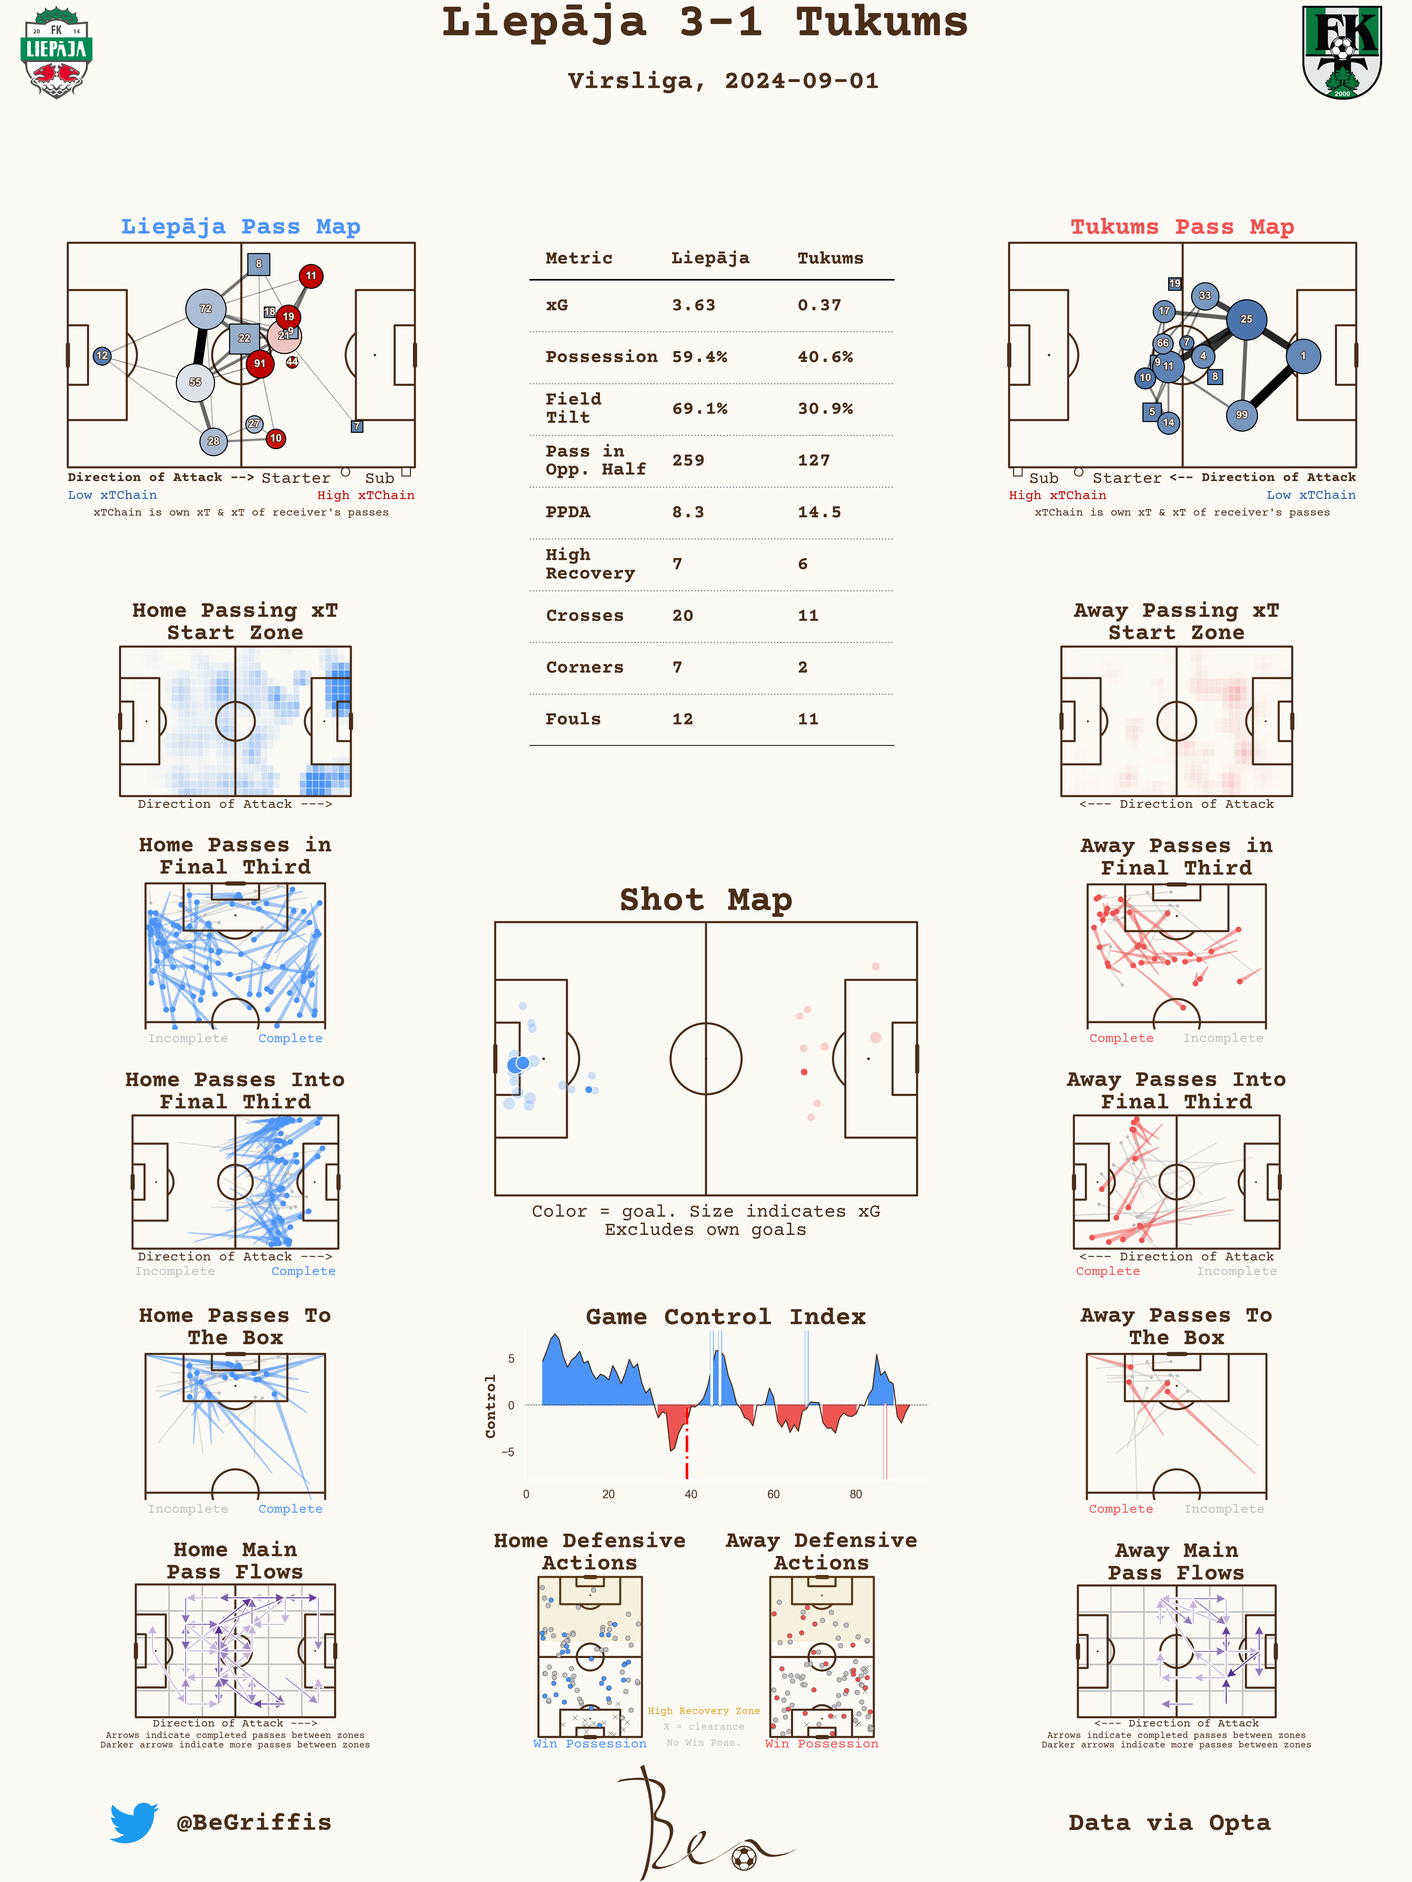 Liepāja 3-1 Tukums
Virsliga, 2024-09-01
20 FK 14
LIEPĀJA
FK
2000
Liepāja Pass Map
8
11
72
18
19
9
21
22
12
91
44
55
27
7
28
10
Direction of Attack --> Starter Sub
Low xTChain High xTChain
xTChain is own xT & xT of receiver's passes
Metric Liepāja Tukums
xG 3.63 0.37
Possession 59.4% 40.6%
Field
Tilt 69.1% 30.9%
Pass in
Opp. Half 259 127
PPDA 8.3 14.5
High
Recovery 7 6
Crosses 20 11
Corners 7 2
Fouls 12 11
Tukums Pass Map
19
33
17
25
66
7
4
1
9
11
10
8
5
14
99
Sub Starter <-- Direction of Attack
High xTChain Low xTChain
xTChain is own xT & xT of receiver's passes
Home Passing xT
Start Zone
Direction of Attack --->
Away Passing xT
Start Zone
<--- Direction of Attack
Home Passes in
Final Third
Incomplete Complete
Away Passes in
Final Third
Complete Incomplete
Shot Map
Color = goal. Size indicates xG
Excludes own goals
Home Passes Into
Final Third
Direction of Attack --->
Incomplete Complete
Away Passes Into
Final Third
<--- Direction of Attack
Complete Incomplete
Home Passes To
The Box
Incomplete Complete
Game Control Index
Control
5
0
−5
0 20 40 60 80
Away Passes To
The Box
Complete Incomplete
Home Main
Pass Flows
Direction of Attack --->
Arrows indicate completed passes between zones
Darker arrows indicate more passes between zones
Home Defensive
Actions
Win Possession
Away Defensive
Actions
Win Possession
High Recovery Zone
X = clearance
No Win Poss.
Away Main
Pass Flows
<--- Direction of Attack
Arrows indicate completed passes between zones
Darker arrows indicate more passes between zones
@BeGriffis
Ben
Data via Opta